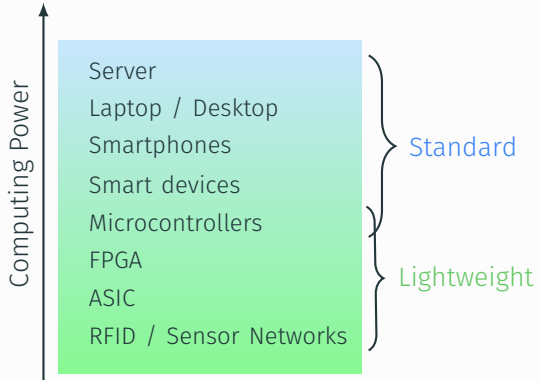 Computing Power
Server
Laptop / Desktop
Smartphones
Smart devices
Microcontrollers
FPGA
ASIC
RFID / Sensor Networks
Standard
Lightweight